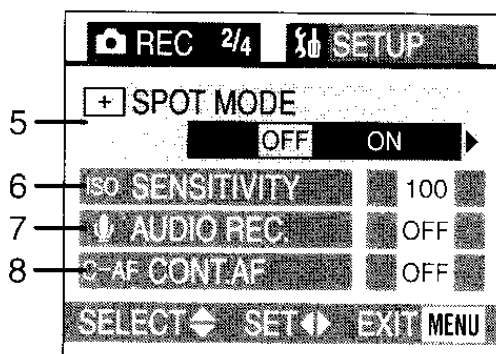 REC 2/4 SETUP
5 + SPOT MODE
OFF ON
6 ISO SENSITIVITY 100
7 AUDIO REC. OFF
8 C-AF CONT.AF OFF
SELECT SET EXIT MENU